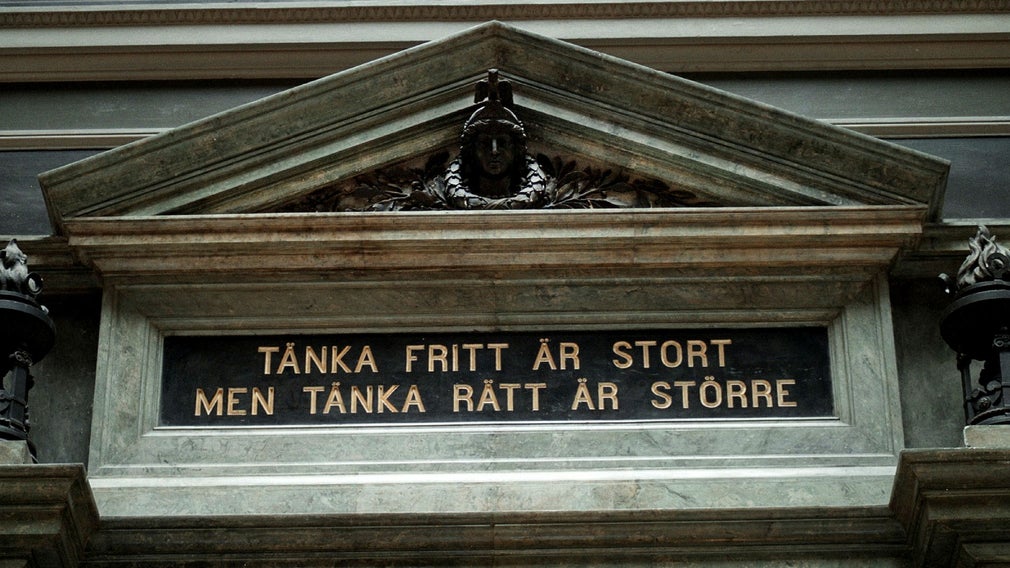 TÄNKA FRITT ÄR STORT
MEN TÄNKA RÄTT ÄR STÖRRE